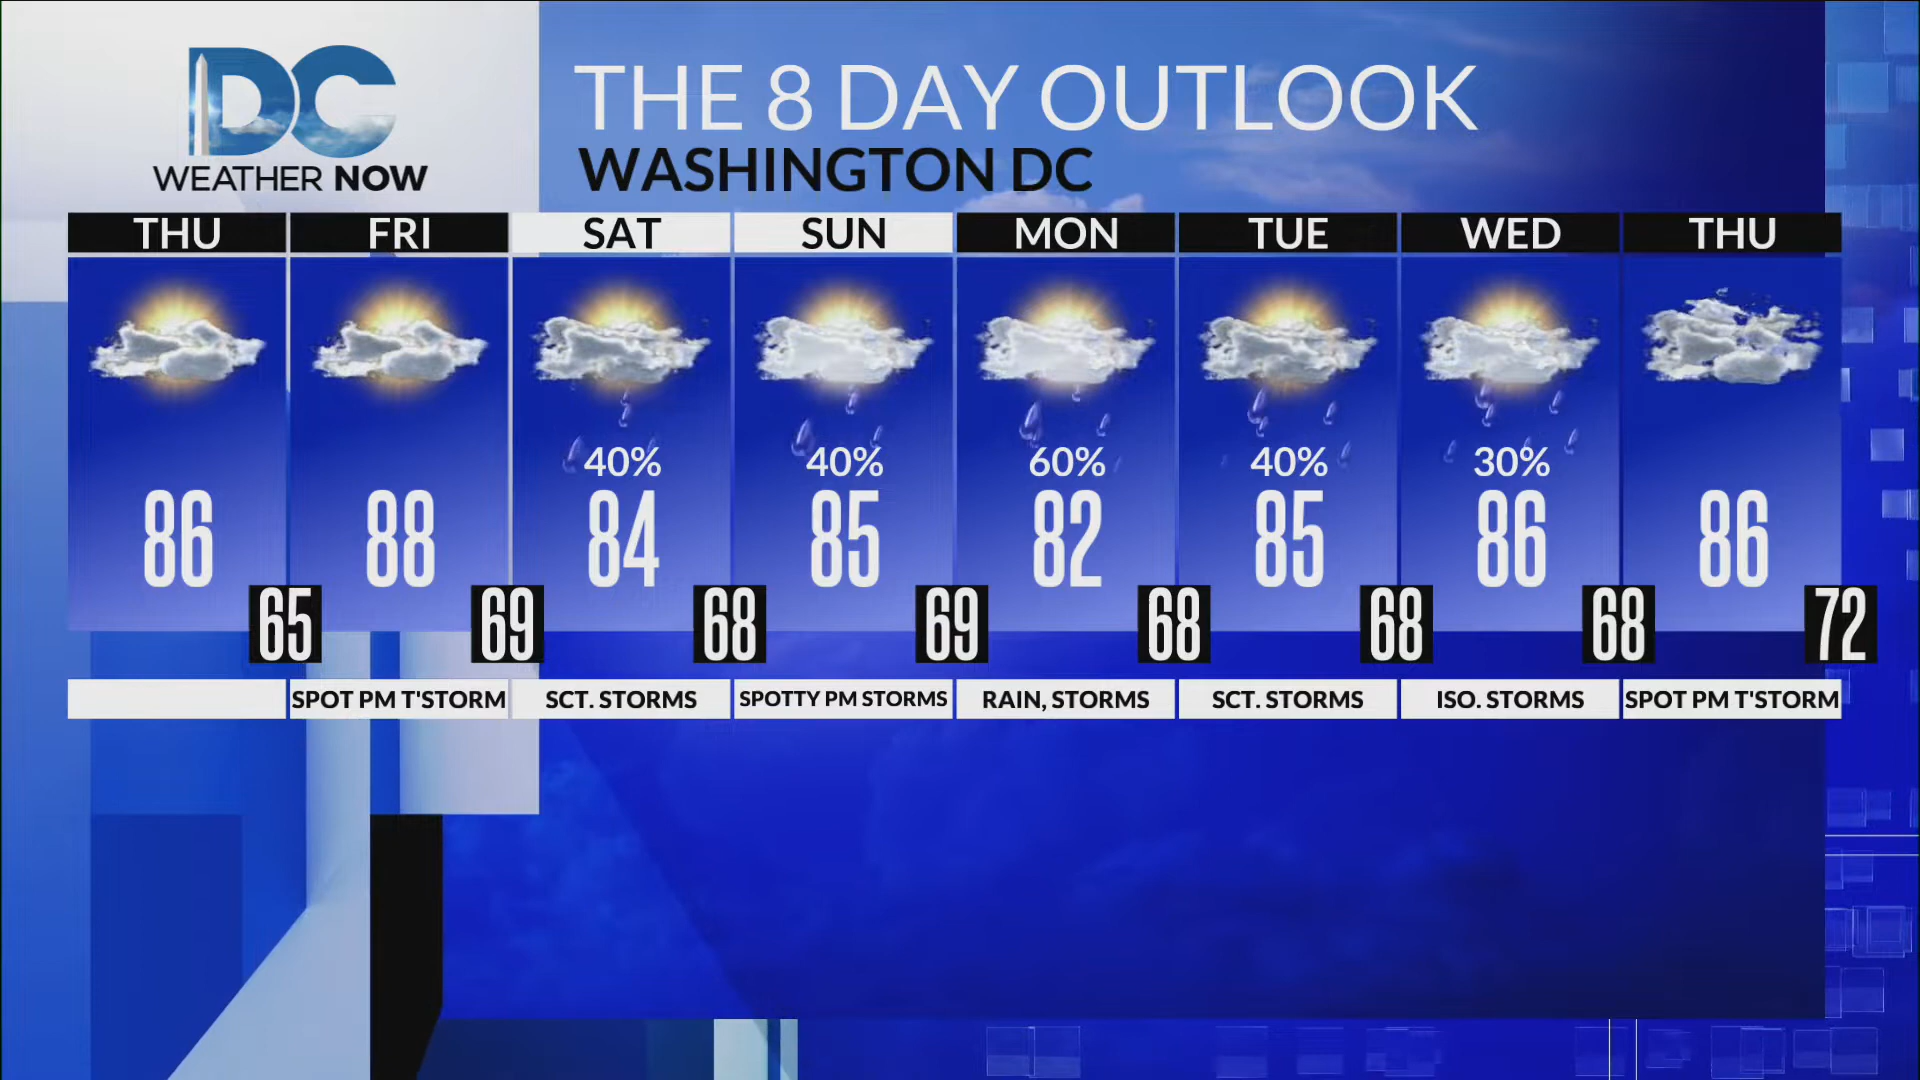 DC
WEATHER NOW
THE 8 DAY OUTLOOK
WASHINGTON DC
THU FRI SAT SUN MON TUE WED THU
40% 40% 60% 40% 30%
86 88 84 85 82 85 86 86
65 69 68 69 68 68 68 72
SPOT PM T'STORM SCT. STORMS SPOTTY PM STORMS RAIN, STORMS SCT. STORMS ISO. STORMS SPOT PM T'STORM